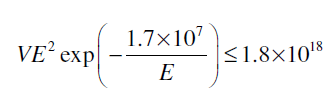 VE² exp(−1.7×10⁷/E) ≤ 1.8×10¹⁸